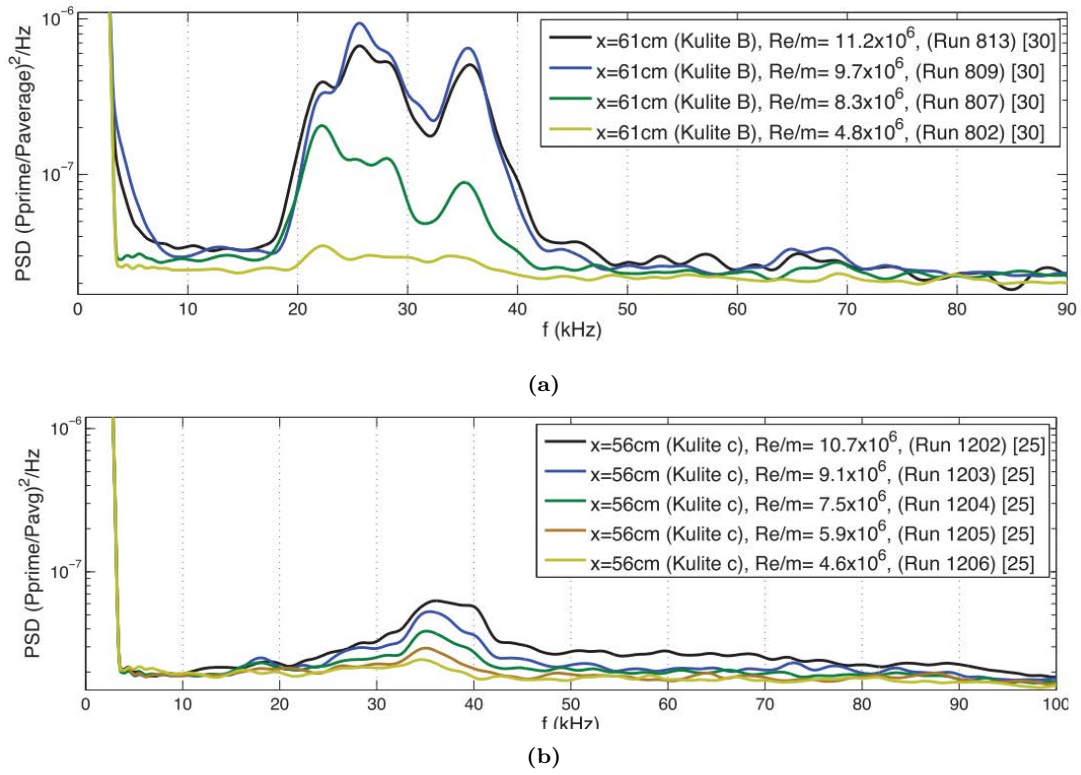 10^-6
x=61cm (Kulite B), Re/m= 11.2x10^6, (Run 813) [30]
x=61cm (Kulite B), Re/m= 9.7x10^6, (Run 809) [30]
x=61cm (Kulite B), Re/m= 8.3x10^6, (Run 807) [30]
x=61cm (Kulite B), Re/m= 4.8x10^6, (Run 802) [30]
PSD (Pprime/Paverage)^2/Hz
10^-7
0 10 20 30 40 50 60 70 80 90
f (kHz)
(a)
10^-6
x=56cm (Kulite c), Re/m= 10.7x10^6, (Run 1202) [25]
x=56cm (Kulite c), Re/m= 9.1x10^6, (Run 1203) [25]
x=56cm (Kulite c), Re/m= 7.5x10^6, (Run 1204) [25]
x=56cm (Kulite c), Re/m= 5.9x10^6, (Run 1205) [25]
x=56cm (Kulite c), Re/m= 4.6x10^6, (Run 1206) [25]
PSD (Pprime/Pavg)^2/Hz
10^-7
0 10 20 30 40 50 60 70 80 90 100
f (kHz)
(b)